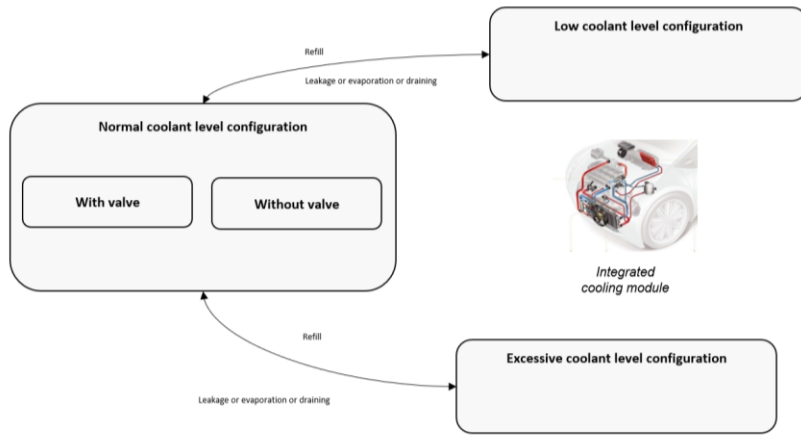 Low coolant level configuration
Refill
Leakage or evaporation or draining
Normal coolant level configuration
With valve
Without valve
Integrated
cooling module
Refill
Excessive coolant level configuration
Leakage or evaporation or draining